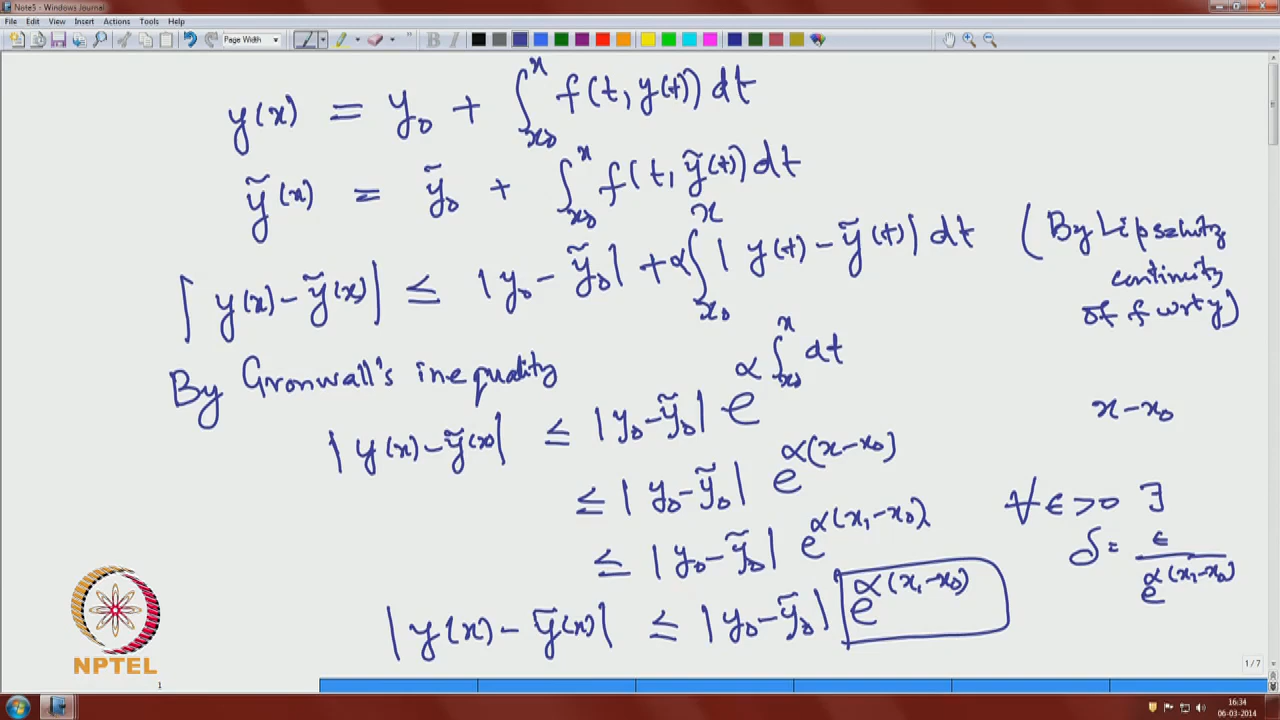 Note5 - Windows Journal
File Edit View Insert Actions Tools Help
Page Width
B I
y(x) = y₀ + ∫_{x₀}^{x} f(t, y(t)) dt
ỹ(x) = ỹ₀ + ∫_{x₀}^{x} f(t, ỹ(t)) dt
|y(x) - ỹ(x)| ≤ |y₀ - ỹ₀| + α ∫_{x₀}^{x} |y(t) - ỹ(t)| dt (By Lipschitz
continuity
of f w r t y)
By Gronwall's inequality
|y(x) - ỹ(x)| ≤ |y₀ - ỹ₀| e^{α ∫_{x₀}^{x} dt}
x - x₀
≤ |y₀ - ỹ₀| e^{α(x - x₀)}
∀ ε > 0 ∃
≤ |y₀ - ỹ₀| e^{α(x₁ - x₀)}
δ = ε / e^{α(x₁ - x₀)}
|y(x) - ỹ(x)| ≤ |y₀ - ỹ₀| e^{α(x₁ - x₀)}
NPTEL
1
1/7
16:34
06-03-2014